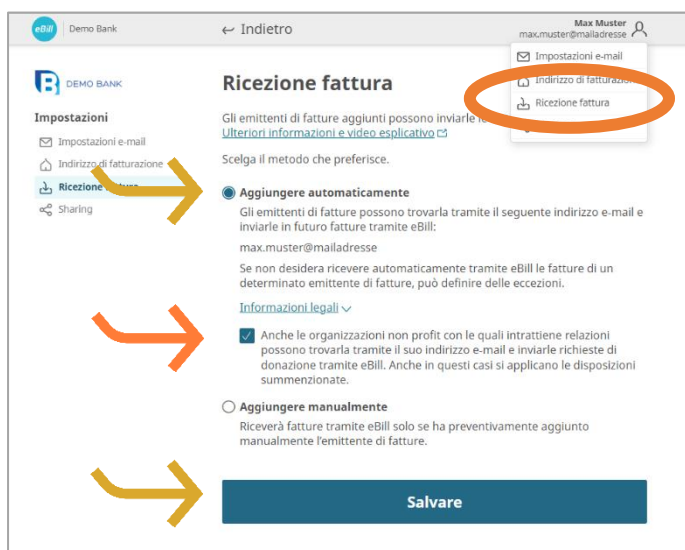 eBill Demo Bank
Indietro
Max Muster
max.muster@mailadresse
Impostazioni e-mail
Indirizzo di fatturazione
Ricezione fattura
DEMO BANK
Impostazioni
Impostazioni e-mail
Indirizzo di fatturazione
Ricezione
Sharing
Ricezione fattura
Gli emittenti di fatture aggiunti possono inviarle
Ulteriori informazioni e video esplicativo
Scelga il metodo che preferisce.
Aggiungere automaticamente
Gli emittenti di fatture possono trovarla tramite il seguente indirizzo e-mail e
inviarle in futuro fatture tramite eBill:
max.muster@mailadresse
Se non desidera ricevere automaticamente tramite eBill le fatture di un
determinato emittente di fatture, può definire delle eccezioni.
Informazioni legali
Anche le organizzazioni non profit con le quali intrattiene relazioni
possono trovarla tramite il suo indirizzo e-mail e inviarle richieste di
donazione tramite eBill. Anche in questi casi si applicano le disposizioni
summenzionate.
Aggiungere manualmente
Riceverà fatture tramite eBill solo se ha preventivamente aggiunto
manualmente l'emittente di fatture.
Salvare